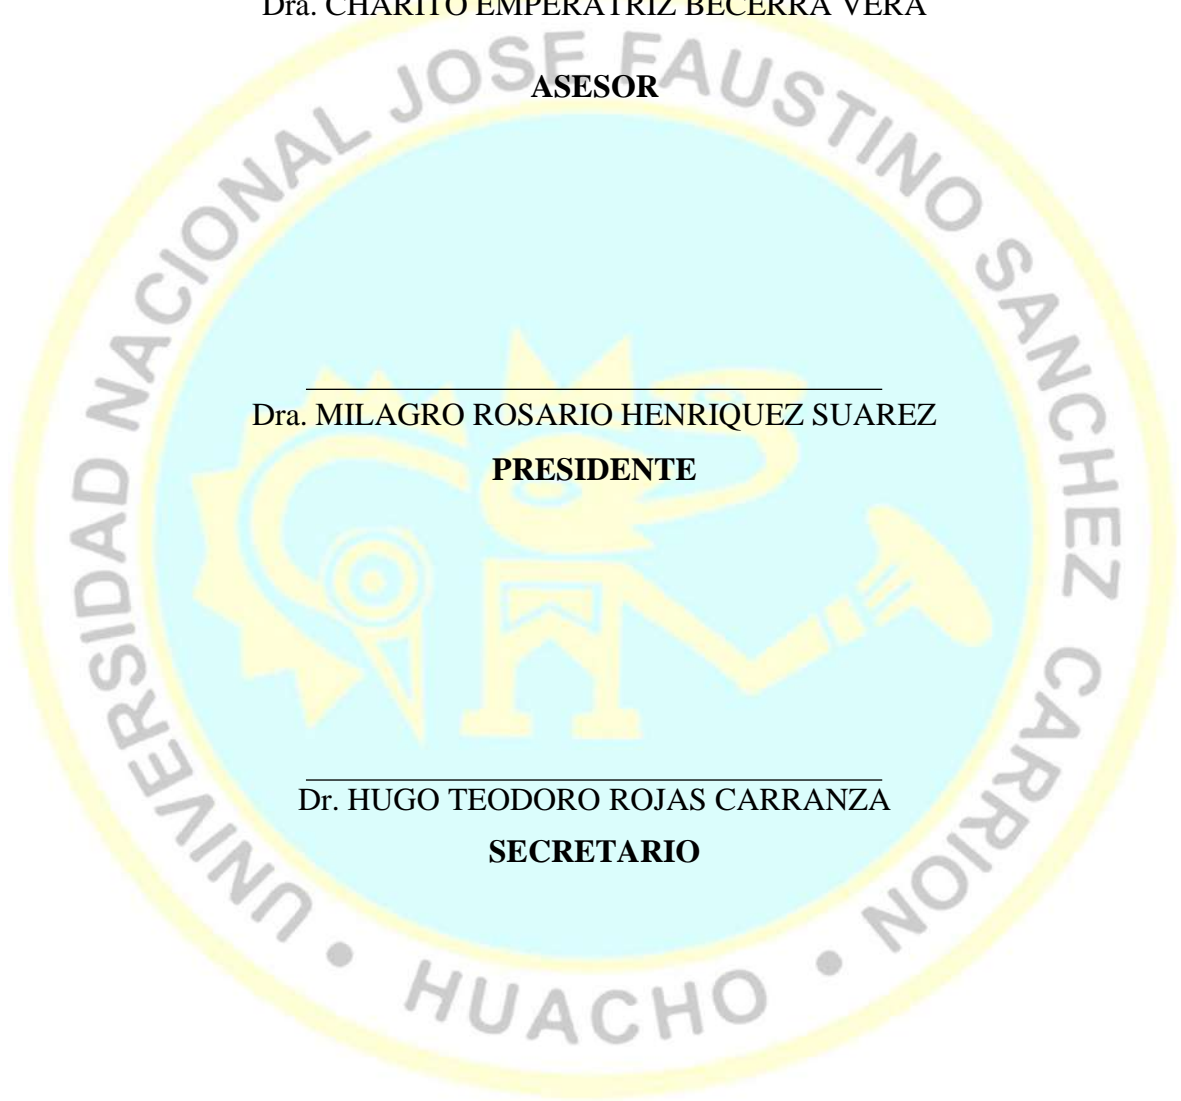 Dra. CHARITO EMPERATRIZ BECERRA VERA
ASESOR
Dra. MILAGRO ROSARIO HENRIQUEZ SUAREZ
PRESIDENTE
Dr. HUGO TEODORO ROJAS CARRANZA
SECRETARIO
UNIVERSIDAD NACIONAL JOSE FAUSTINO SANCHEZ CARRION • HUACHO •